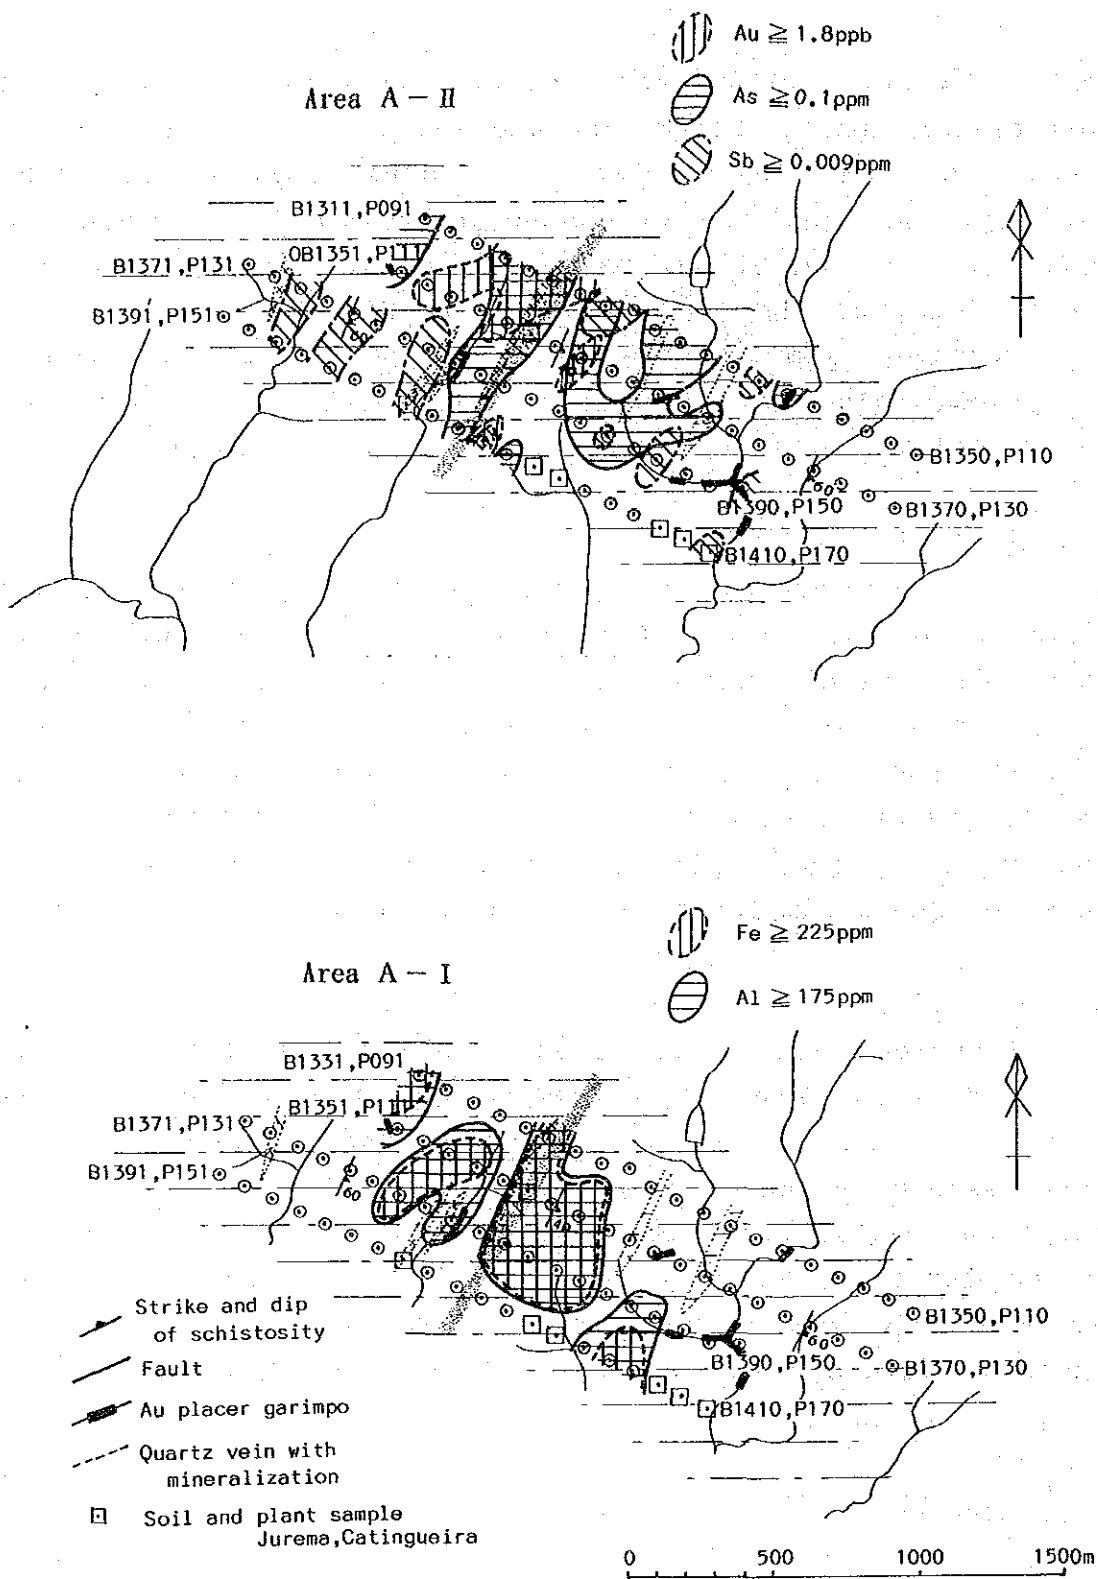 Au ≧ 1.8ppb
Area A - II
As ≧ 0.1ppm
Sb ≧ 0.009ppm
B1311,P091
OB1351,P111
B1371,P131
B1391,P151
B1350,P110
60
B1390,P150
B1370,P130
B1410,P170
Fe ≧ 225ppm
Area A - I
Al ≧ 175ppm
B1331,P091
B1351,P111
B1371,P131
B1391,P151
60
40
Strike and dip
of schistosity
B1350,P110
60
Fault
B1390,P150
B1370,P130
Au placer garimpo
B1410,P170
Quartz vein with
mineralization
Soil and plant sample
Jurema,Catingueira
0 500 1000 1500m